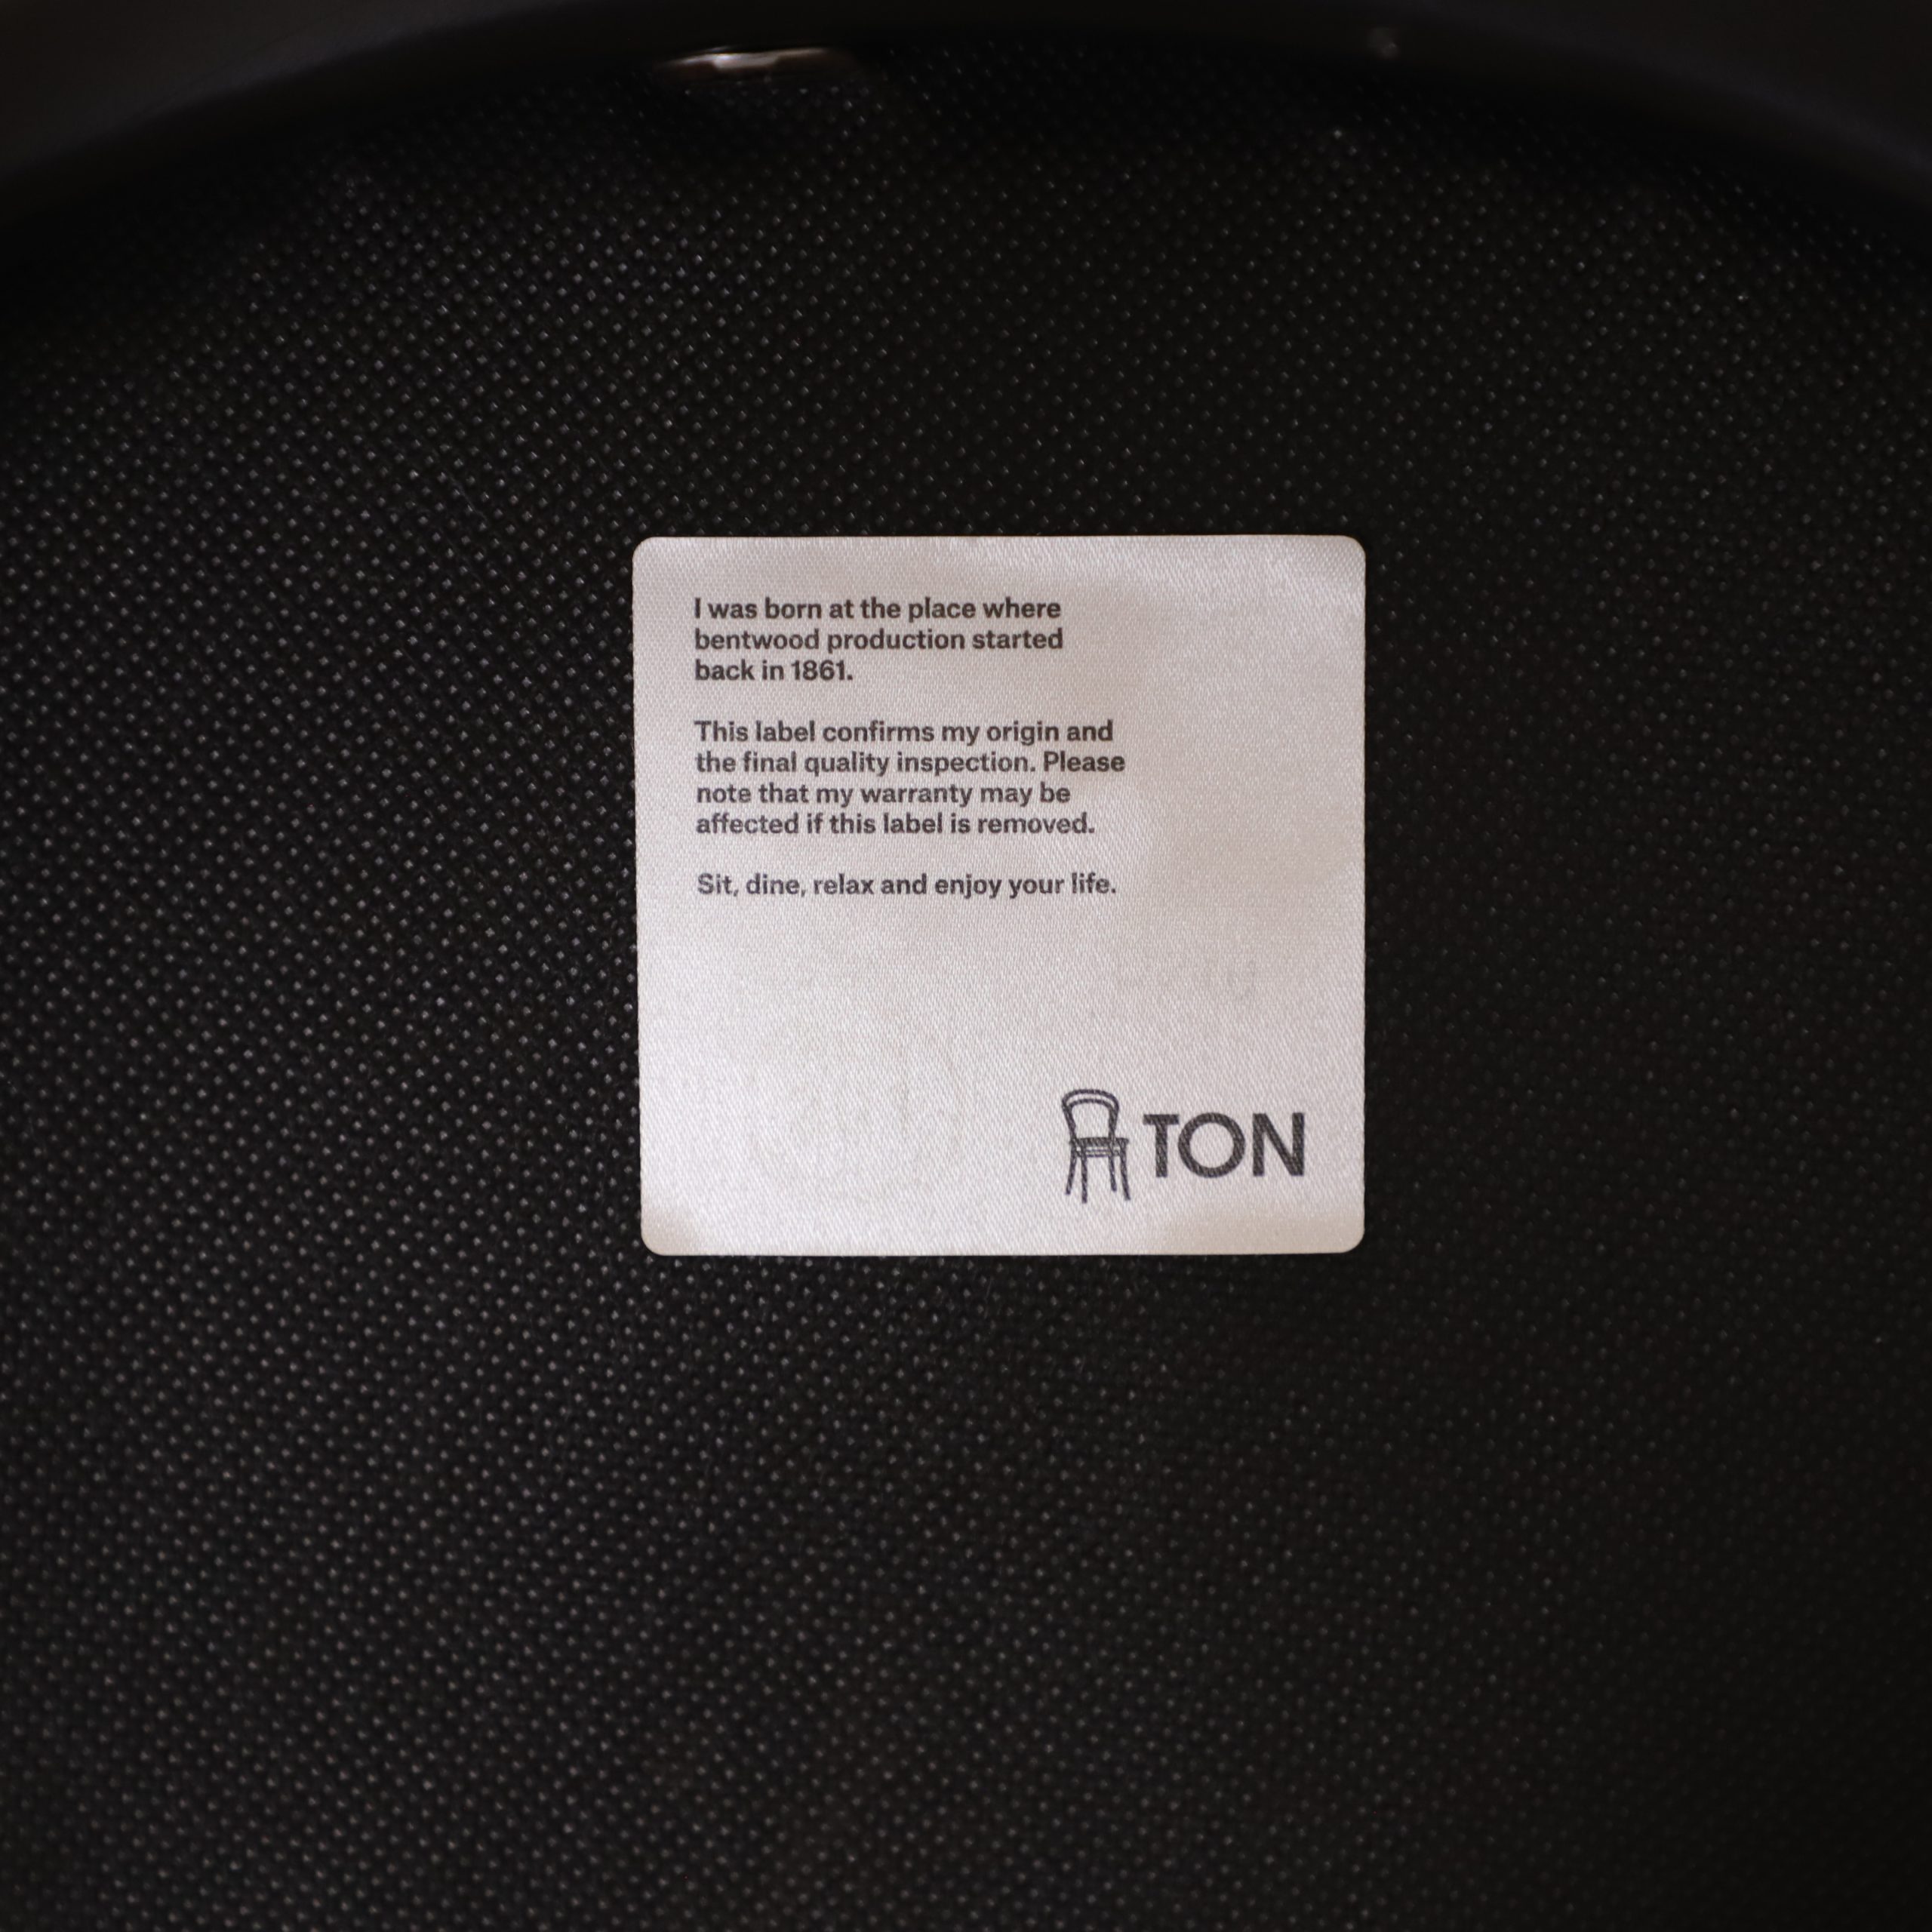 I was born at the place where
bentwood production started
back in 1861.
This label confirms my origin and
the final quality inspection. Please
note that my warranty may be
affected if this label is removed.
Sit, dine, relax and enjoy your life.
TON